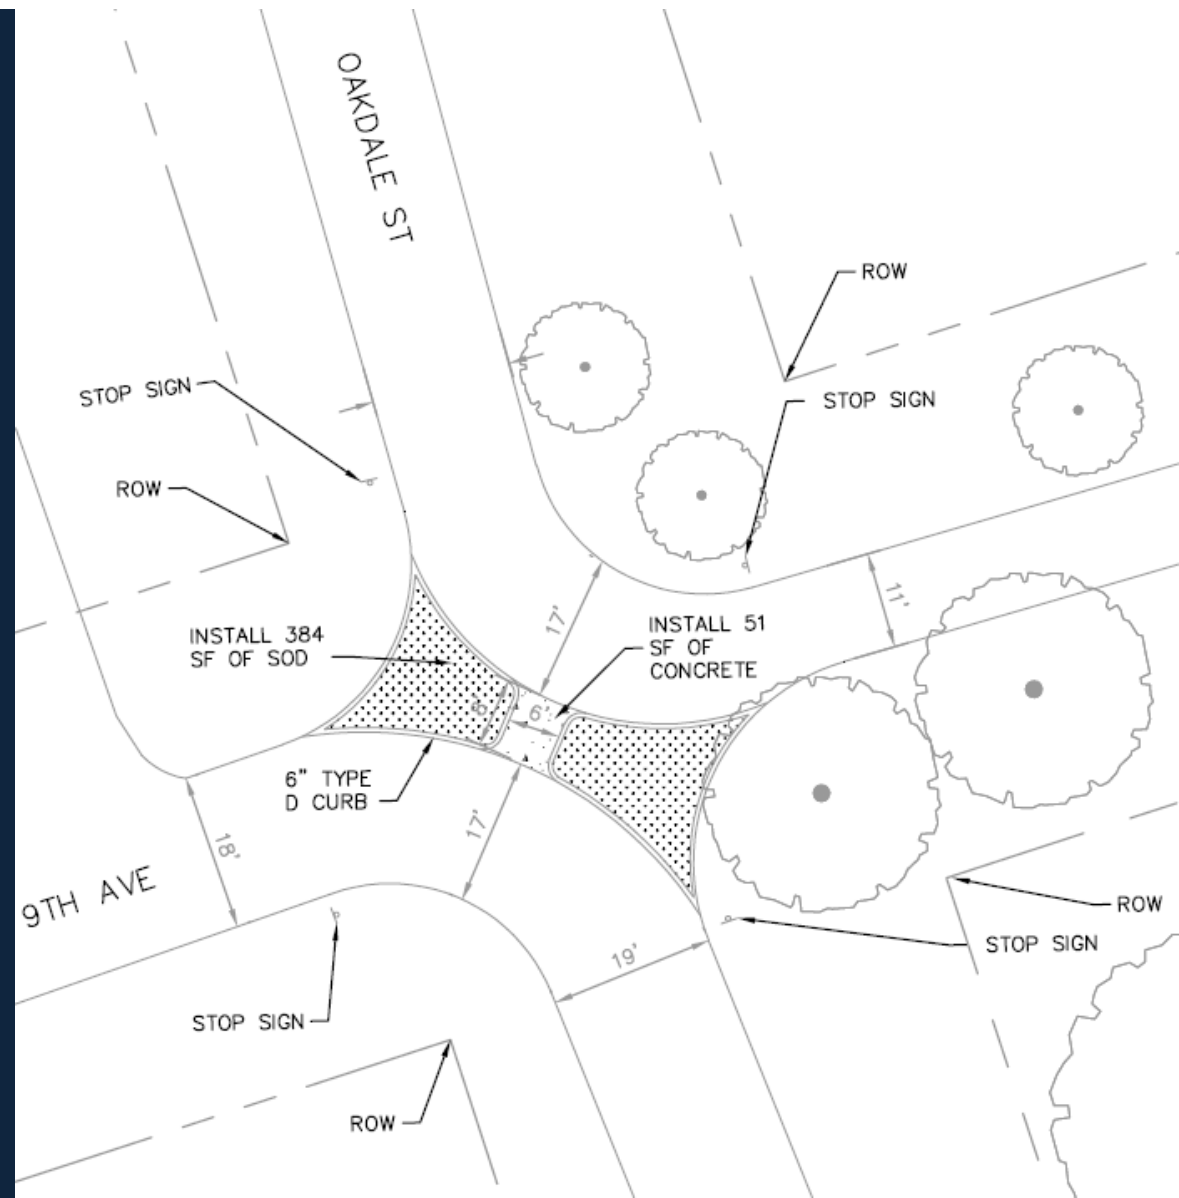 OAKDALE ST
ROW
STOP SIGN
STOP SIGN
ROW
11'
17'
INSTALL 384
SF OF SOD
INSTALL 51
SF OF
CONCRETE
8'
6'
6" TYPE
D CURB
17'
18'
9TH AVE
ROW
STOP SIGN
19'
STOP SIGN
ROW